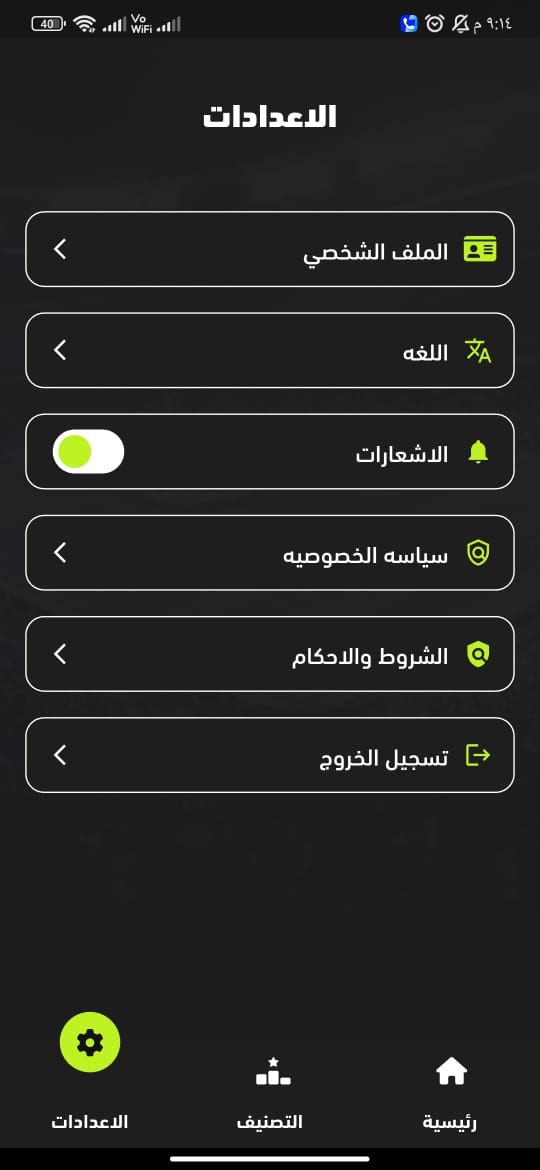 ٩:١٤ م
Vo
WiFi
40
الاعدادات
الملف الشخصي
اللغه
الاشعارات
سياسه الخصوصيه
الشروط والاحكام
تسجيل الخروج
رئيسية
التصنيف
الاعدادات